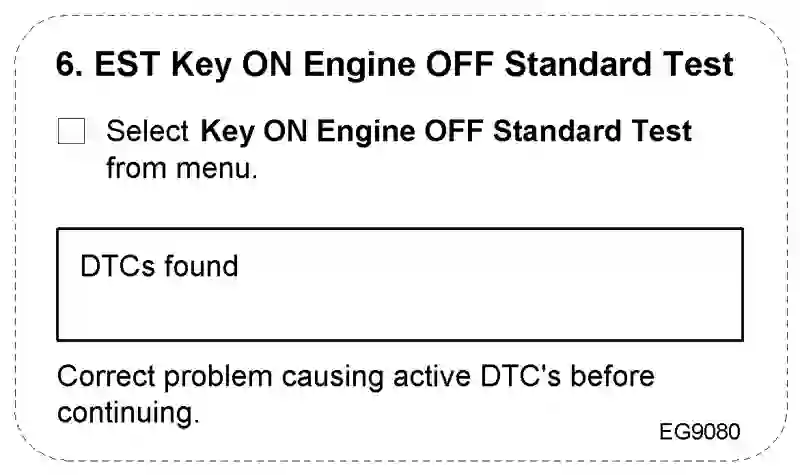 6. EST Key ON Engine OFF Standard Test
Select Key ON Engine OFF Standard Test
from menu.
DTCs found
Correct problem causing active DTC's before
continuing.
EG9080